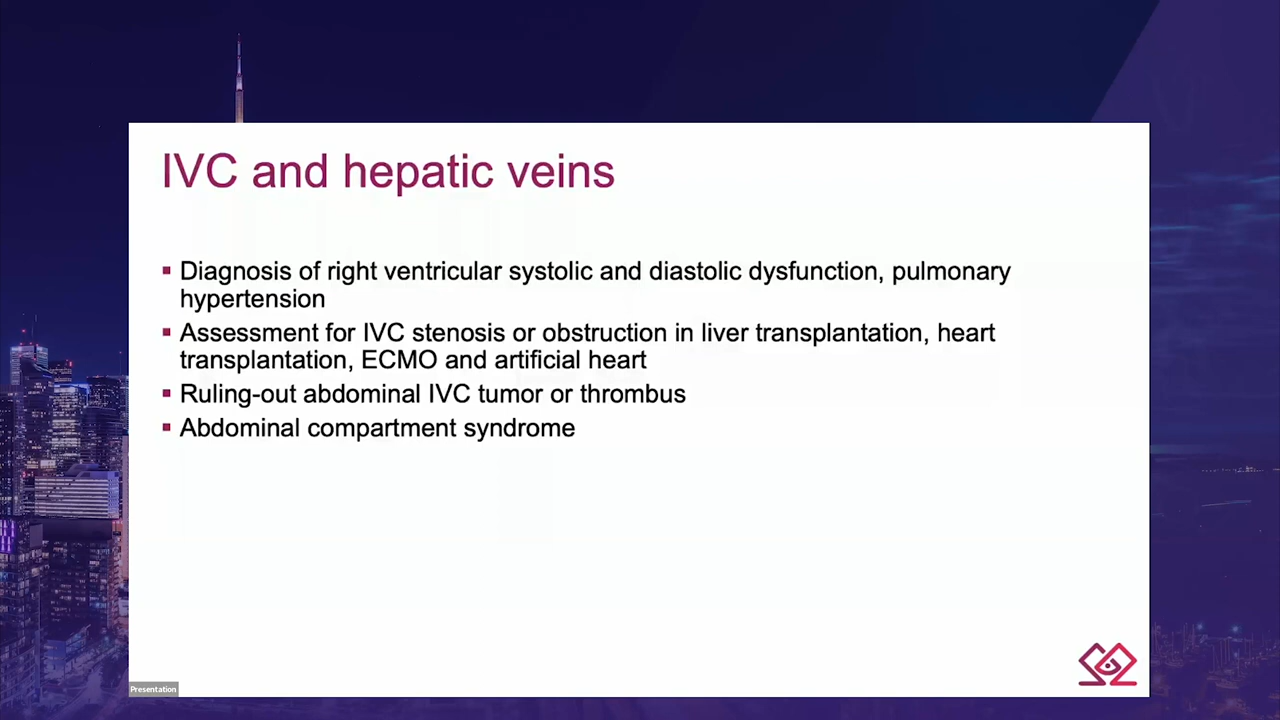 IVC and hepatic veins
▪ Diagnosis of right ventricular systolic and diastolic dysfunction, pulmonary
hypertension
▪ Assessment for IVC stenosis or obstruction in liver transplantation, heart
transplantation, ECMO and artificial heart
▪ Ruling-out abdominal IVC tumor or thrombus
▪ Abdominal compartment syndrome
Presentation